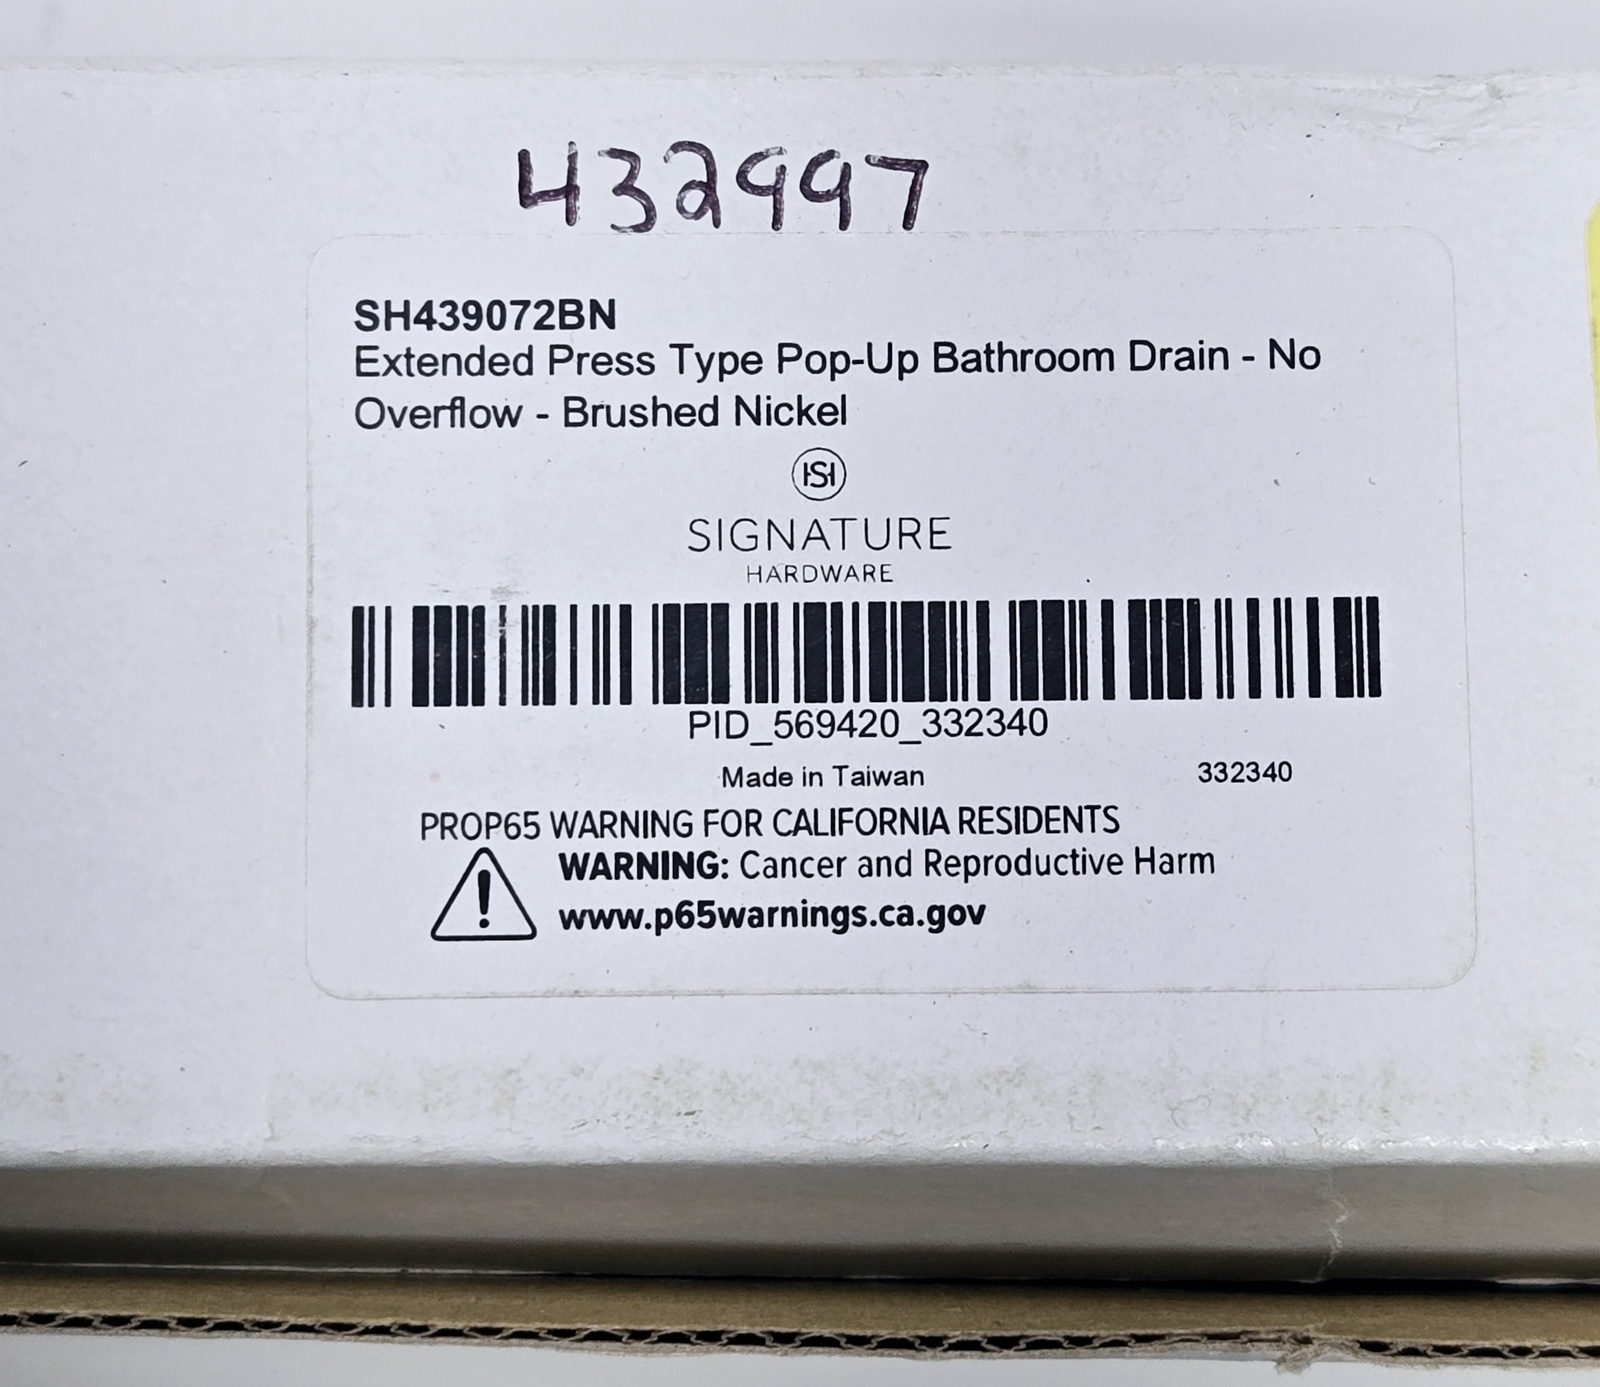 432997
SH439072BN
Extended Press Type Pop-Up Bathroom Drain - No
Overflow - Brushed Nickel
SH
SIGNATURE
HARDWARE
PID_569420_332340
Made in Taiwan 332340
PROP65 WARNING FOR CALIFORNIA RESIDENTS
WARNING: Cancer and Reproductive Harm
www.p65warnings.ca.gov